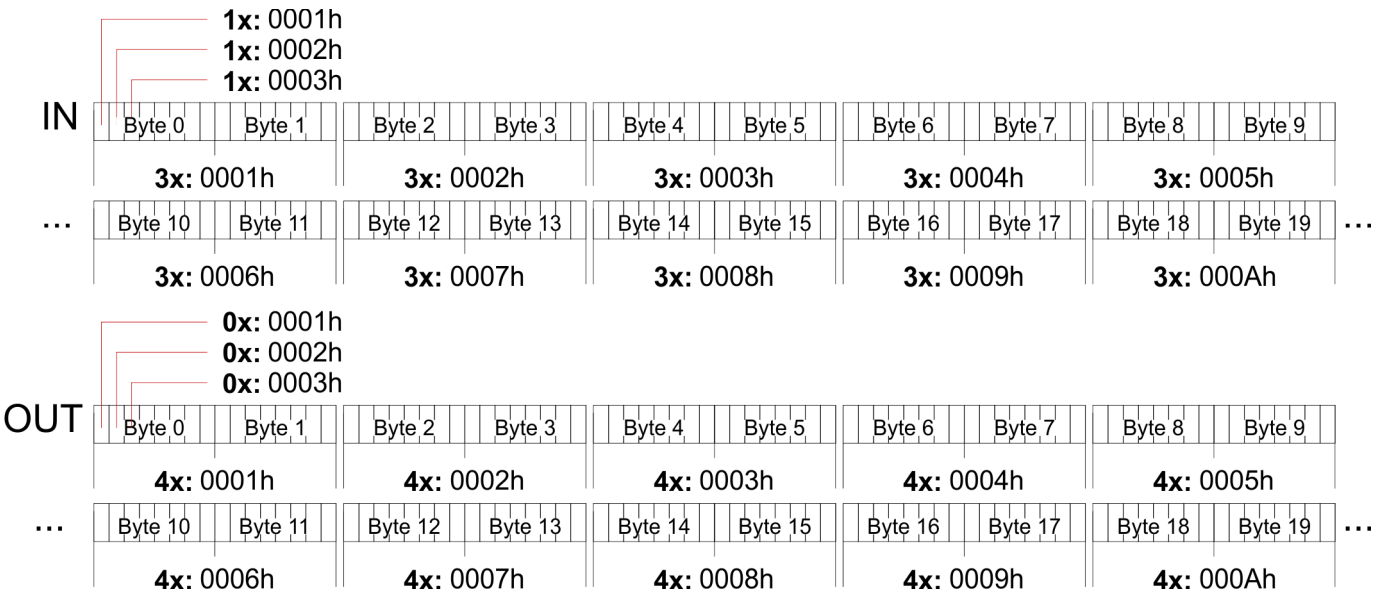 1x: 0001h
1x: 0002h
1x: 0003h
IN Byte 0 Byte 1 Byte 2 Byte 3 Byte 4 Byte 5 Byte 6 Byte 7 Byte 8 Byte 9
3x: 0001h 3x: 0002h 3x: 0003h 3x: 0004h 3x: 0005h
... Byte 10 Byte 11 Byte 12 Byte 13 Byte 14 Byte 15 Byte 16 Byte 17 Byte 18 Byte 19 ...
3x: 0006h 3x: 0007h 3x: 0008h 3x: 0009h 3x: 000Ah
0x: 0001h
0x: 0002h
0x: 0003h
OUT Byte 0 Byte 1 Byte 2 Byte 3 Byte 4 Byte 5 Byte 6 Byte 7 Byte 8 Byte 9
4x: 0001h 4x: 0002h 4x: 0003h 4x: 0004h 4x: 0005h
... Byte 10 Byte 11 Byte 12 Byte 13 Byte 14 Byte 15 Byte 16 Byte 17 Byte 18 Byte 19 ...
4x: 0006h 4x: 0007h 4x: 0008h 4x: 0009h 4x: 000Ah